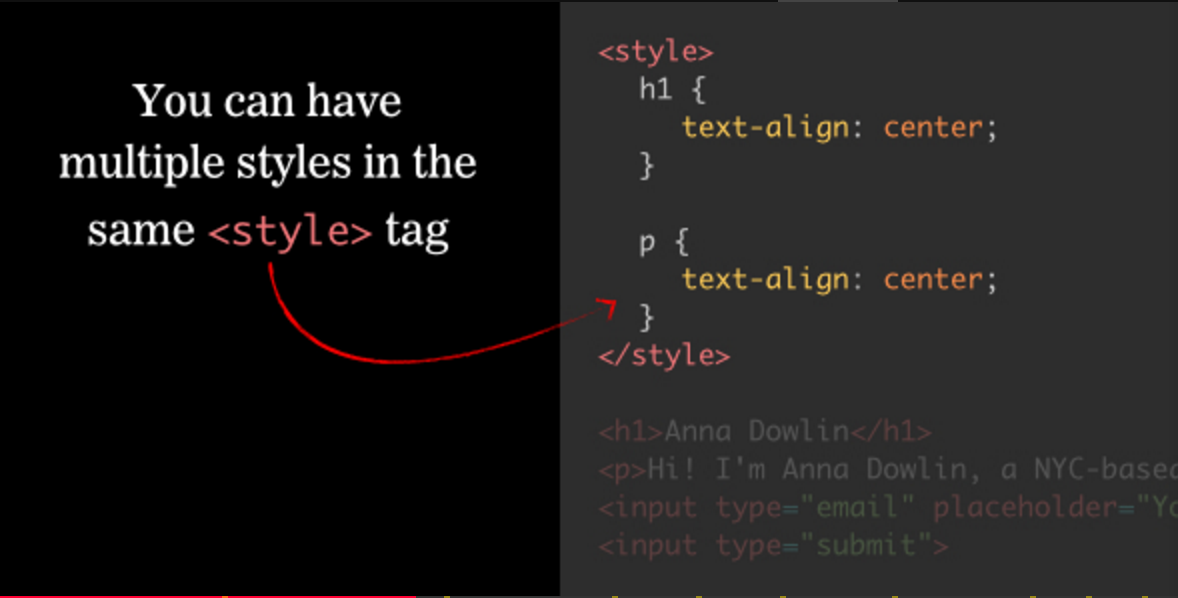 You can have
multiple styles in the
same <style> tag
<style>
h1 {
text-align: center;
}
p {
text-align: center;
}
</style>
<h1>Anna Dowlin</h1>
<p>Hi! I'm Anna Dowlin, a NYC-based
<input type="email" placeholder="Yo
<input type="submit">